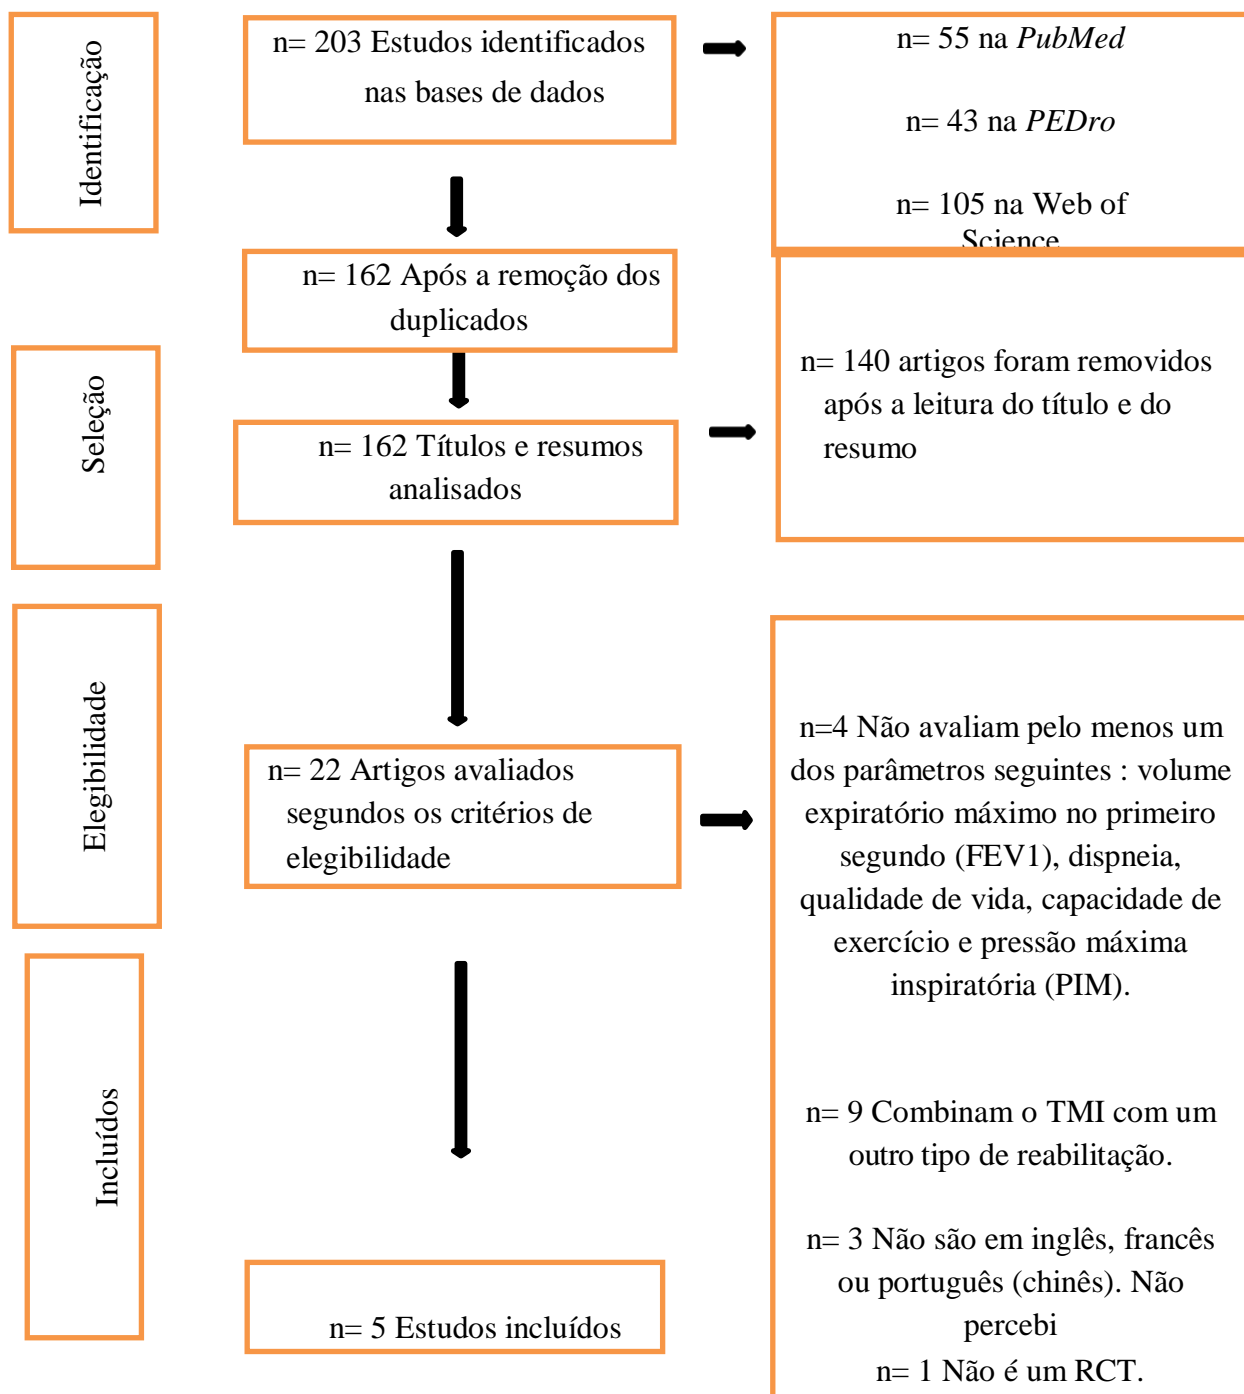 Identificação
n= 203 Estudos identificados
nas bases de dados
n= 55 na PubMed
n= 43 na PEDro
n= 105 na Web of
Science
n= 162 Após a remoção dos
duplicados
Seleção
n= 162 Títulos e resumos
analisados
n= 140 artigos foram removidos
após a leitura do título e do
resumo
Elegibilidade
n= 22 Artigos avaliados
segundos os critérios de
elegibilidade
n=4 Não avaliam pelo menos um
dos parâmetros seguintes : volume
expiratório máximo no primeiro
segundo (FEV1), dispneia,
qualidade de vida, capacidade de
exercício e pressão máxima
inspiratória (PIM).
n= 9 Combinam o TMI com um
outro tipo de reabilitação.
n= 3 Não são em inglês, francês
ou português (chinês). Não
percebi
n= 1 Não é um RCT.
Incluídos
n= 5 Estudos incluídos